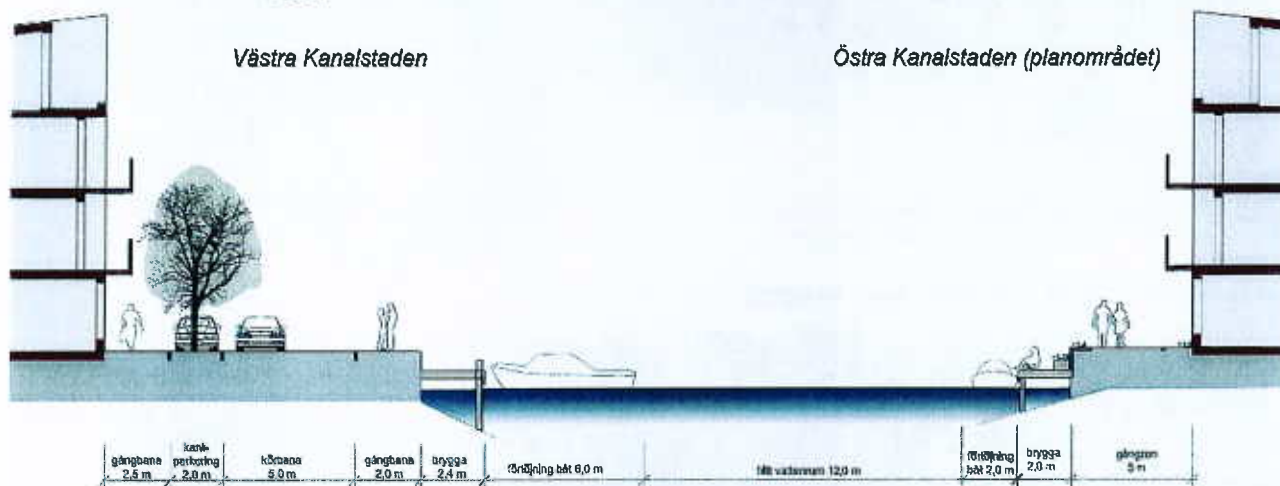 Västra Kanalstaden
Östra Kanalstaden (planområdet)
gångbana
2,5 m
kant-
parkering
2,0 m
körbana
5,0 m
gångbana
2,0 m
brygga
2,4 m
förtöjning båt 6,0 m
fritt vattenrum 12,0 m
förtöjning
båt 2,0 m
brygga
2,0 m
gångzon
5 m